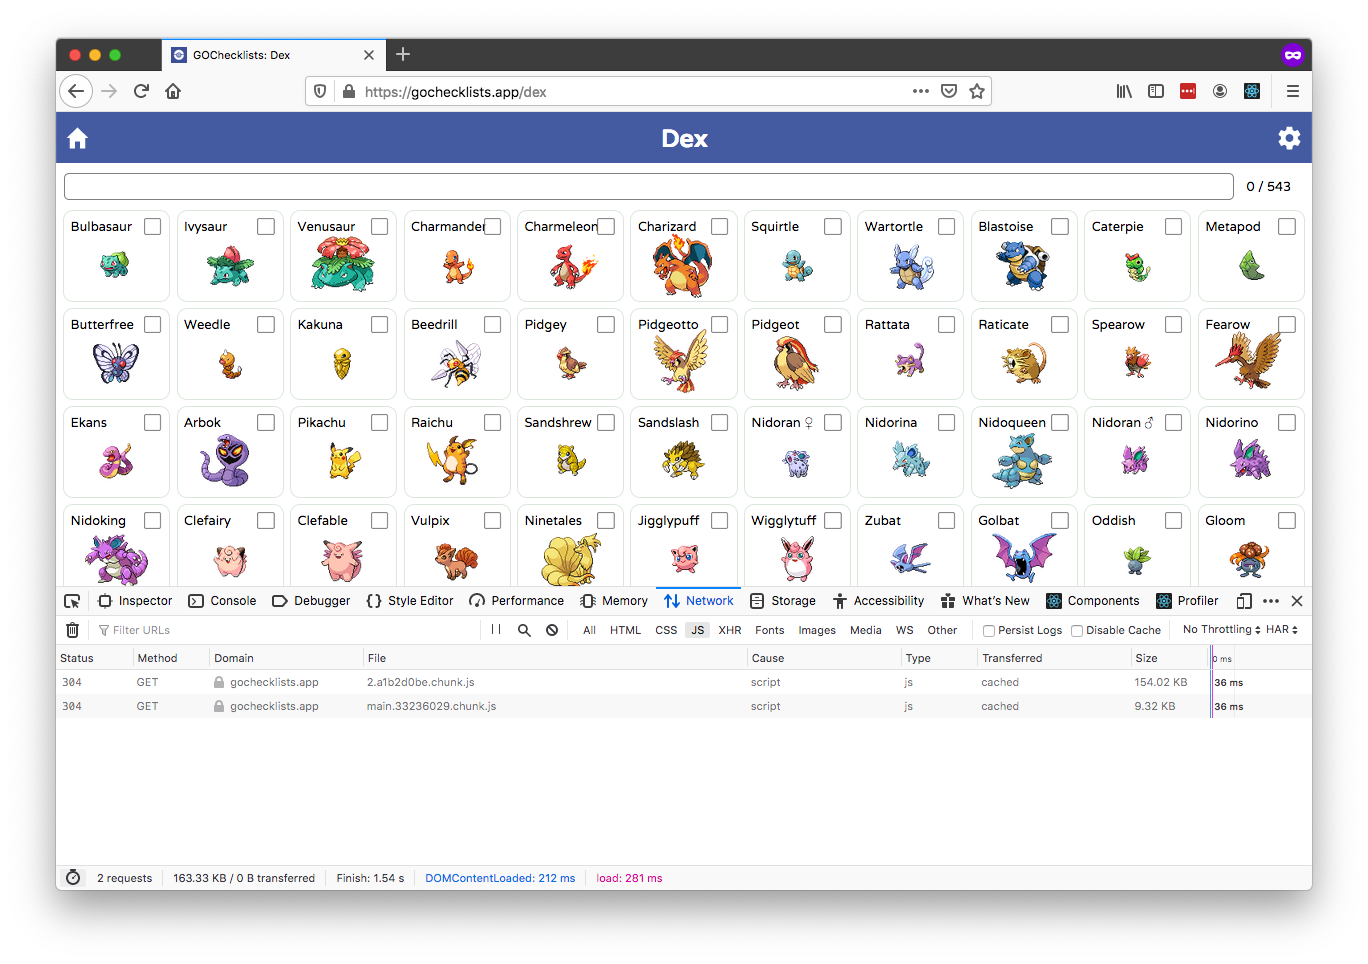 GOChecklists: Dex
https://gochecklists.app/dex
Dex
0 / 543
Bulbasaur Ivysaur Venusaur Charmander Charmeleon Charizard Squirtle Wartortle Blastoise Caterpie Metapod
Butterfree Weedle Kakuna Beedrill Pidgey Pidgeotto Pidgeot Rattata Raticate Spearow Fearow
Ekans Arbok Pikachu Raichu Sandshrew Sandslash Nidoran ♀ Nidorina Nidoqueen Nidoran ♂ Nidorino
Nidoking Clefairy Clefable Vulpix Ninetales Jigglypuff Wigglytuff Zubat Golbat Oddish Gloom
Inspector Console Debugger Style Editor Performance Memory Network Storage Accessibility What's New Components Profiler
Filter URLs All HTML CSS JS XHR Fonts Images Media WS Other Persist Logs Disable Cache No Throttling HAR
Status Method Domain File Cause Type Transferred Size 0 ms
304 GET gochecklists.app 2.a1b2d0be.chunk.js script js cached 154.02 KB 36 ms
304 GET gochecklists.app main.33236029.chunk.js script js cached 9.32 KB 36 ms
2 requests 163.33 KB / 0 B transferred Finish: 1.54 s DOMContentLoaded: 212 ms load: 281 ms